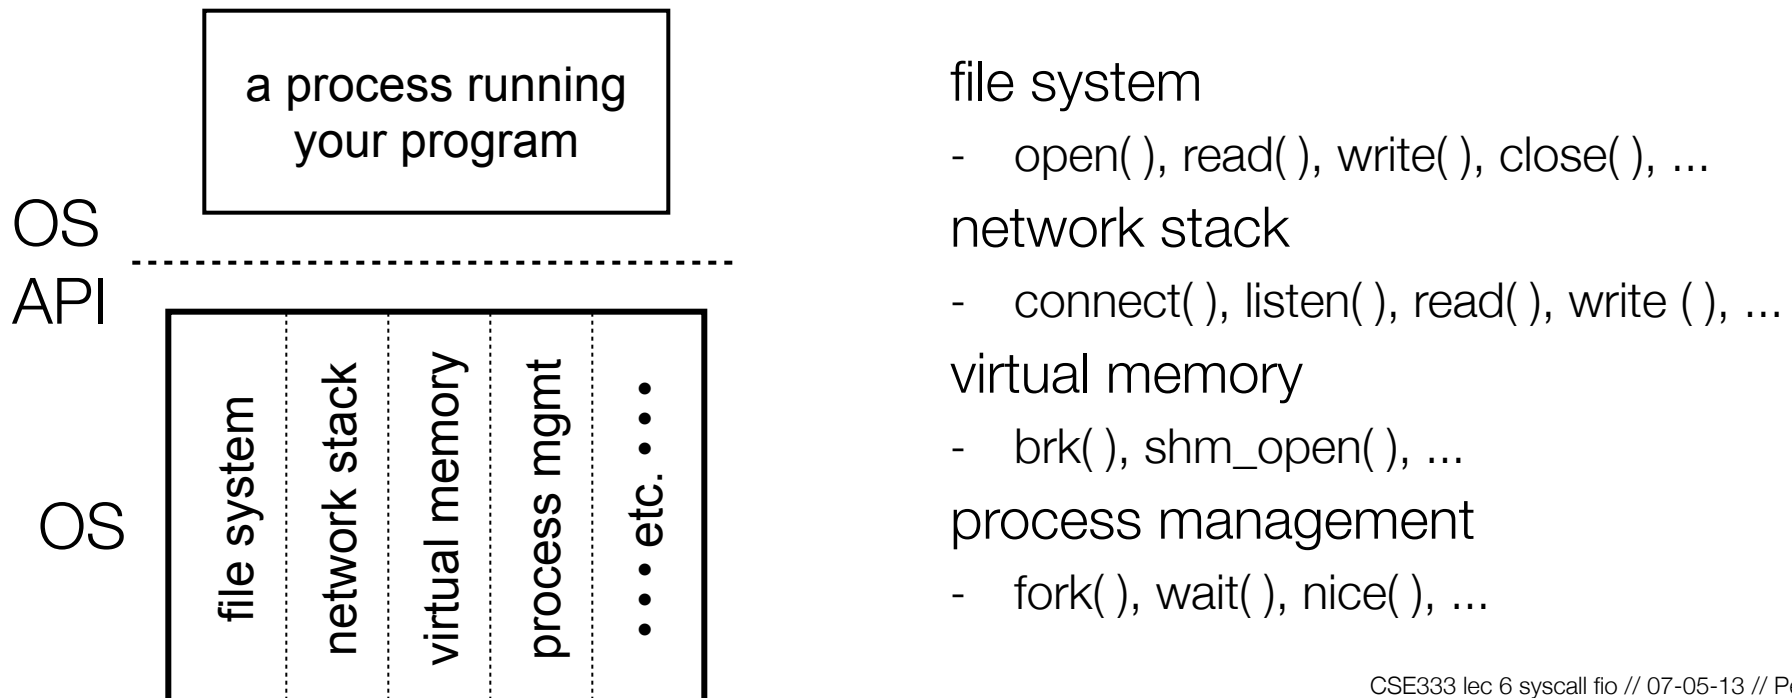 a process running
your program
OS
API
OS
file system
network stack
virtual memory
process mgmt
•••• etc. ••••
file system
- open( ), read( ), write( ), close( ), ...
network stack
- connect( ), listen( ), read( ), write ( ), ...
virtual memory
- brk( ), shm_open( ), ...
process management
- fork( ), wait( ), nice( ), ...
CSE333 lec 6 syscall fio // 07-05-13 //